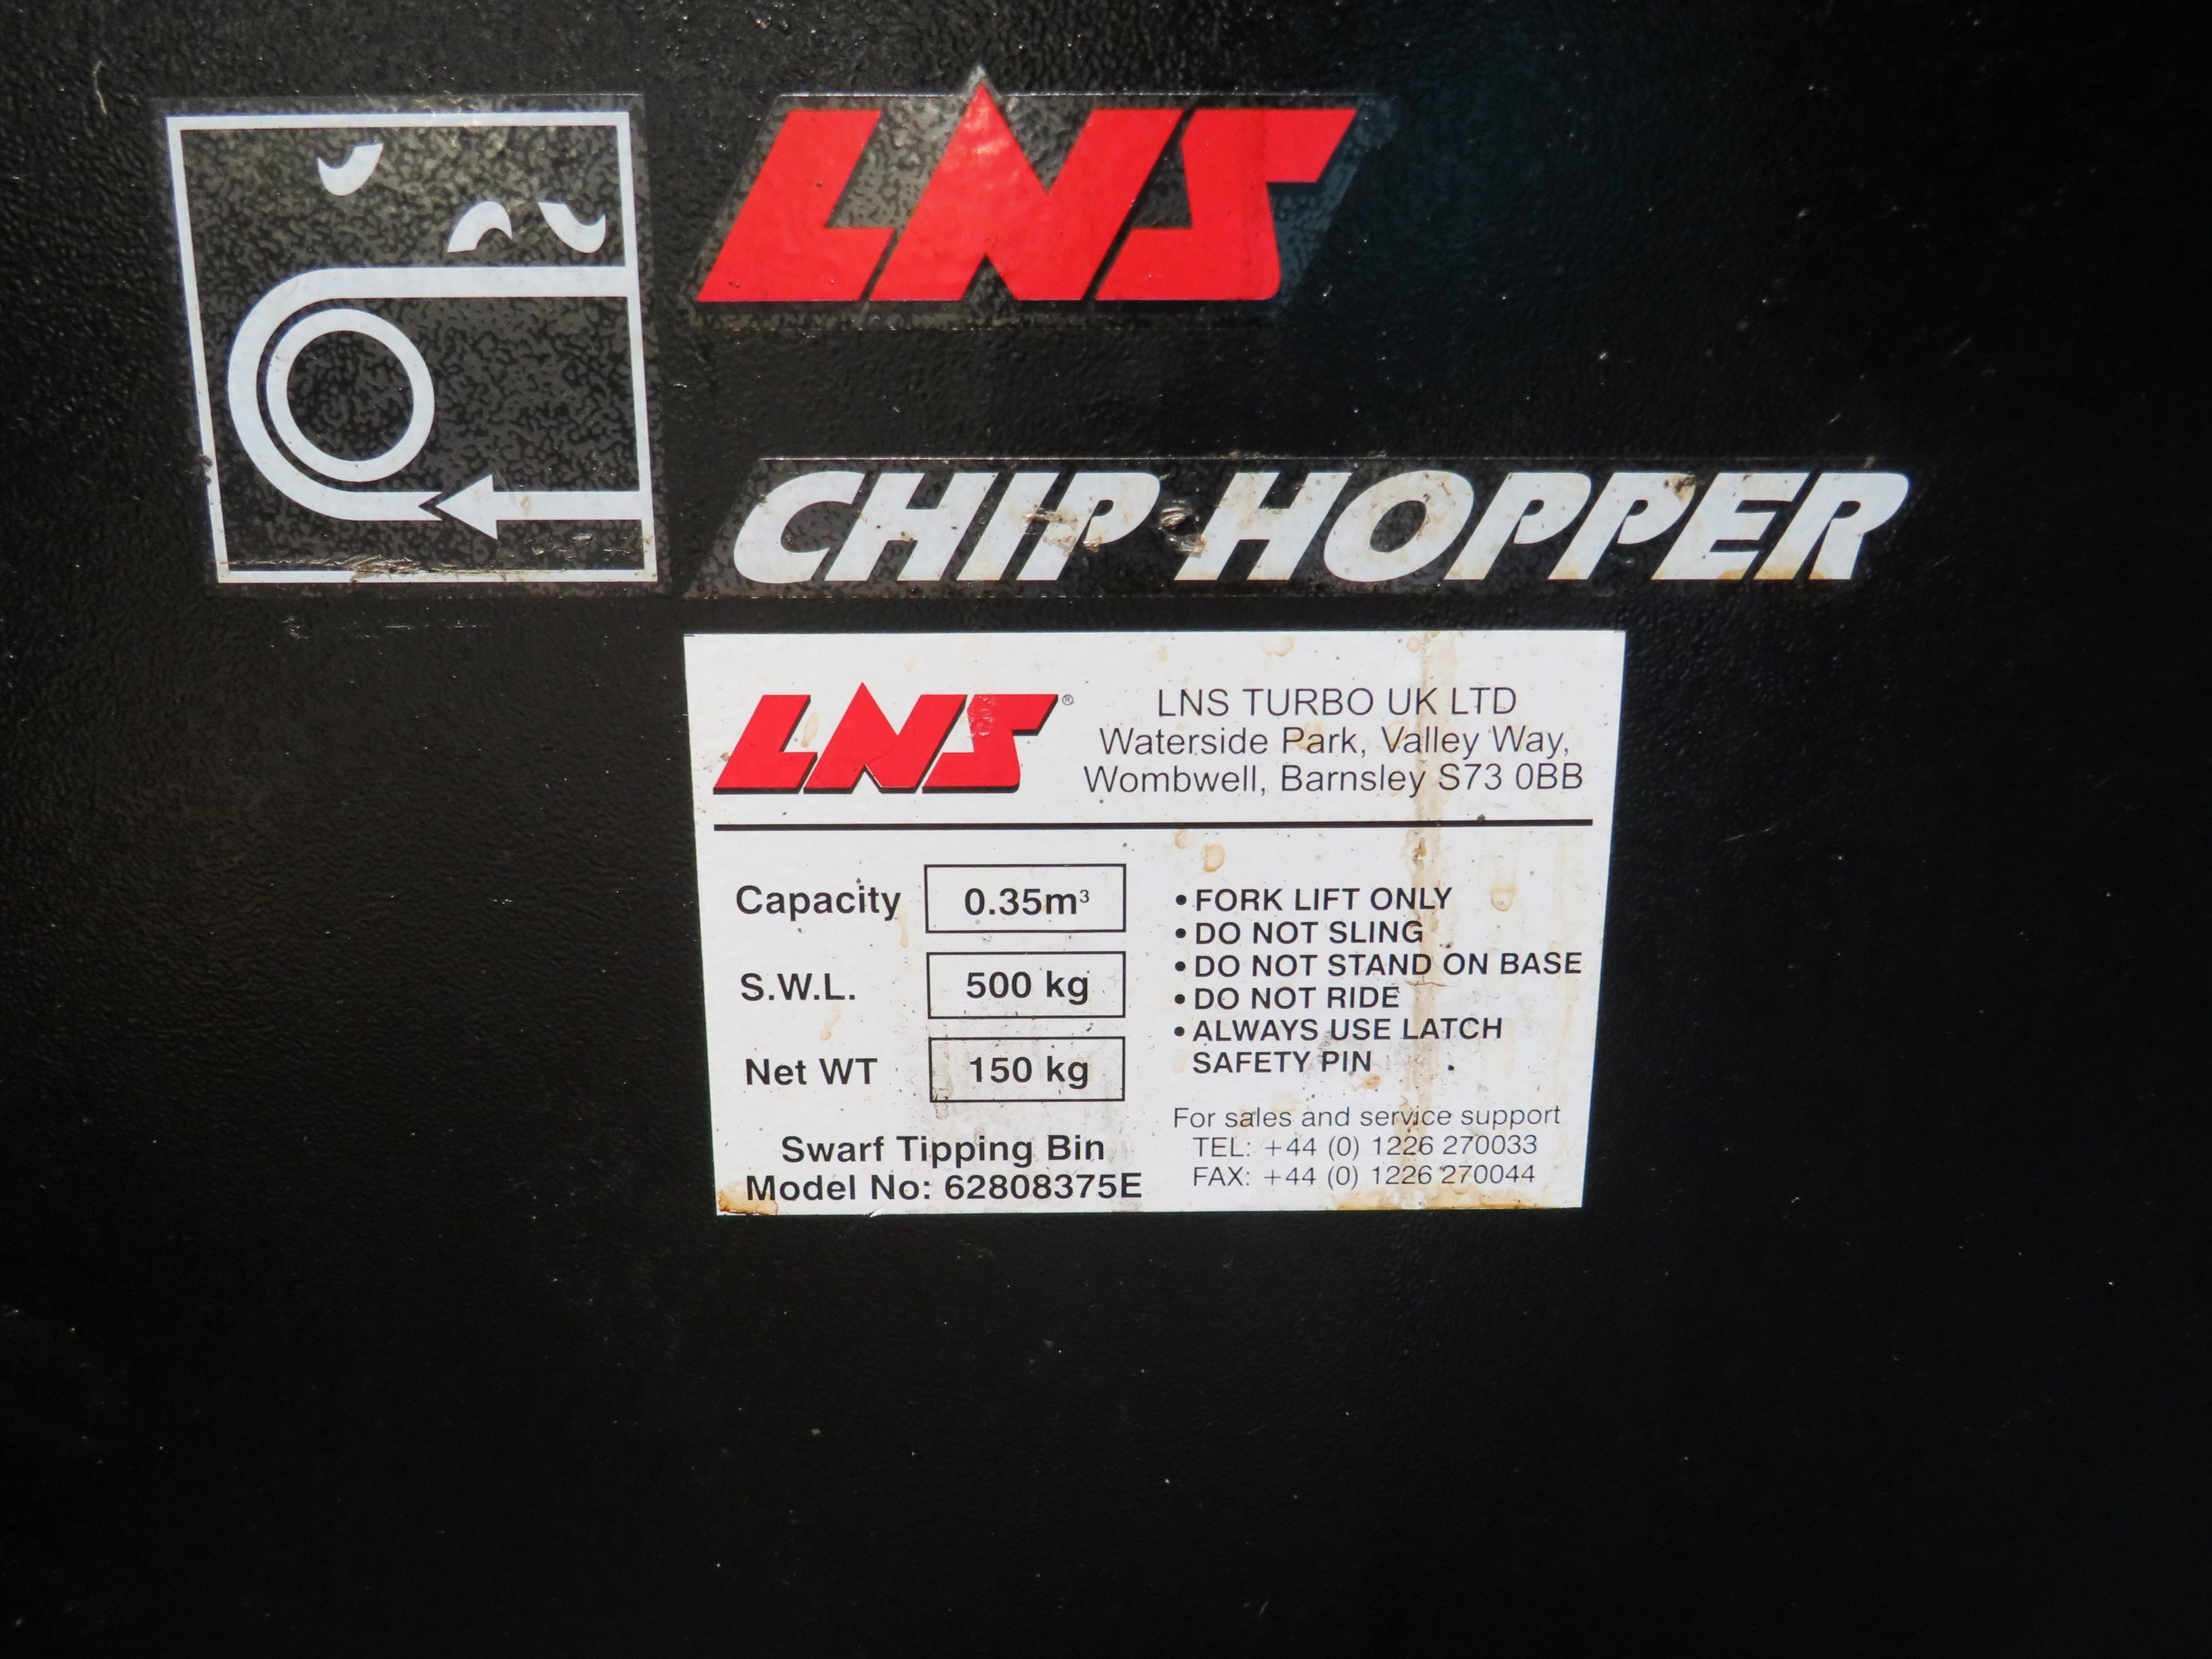 LNS
CHIP HOPPER
LNS®
LNS TURBO UK LTD
Waterside Park, Valley Way,
Wombwell, Barnsley S73 0BB
Capacity 0.35m³
S.W.L. 500 kg
Net WT 150 kg
Swarf Tipping Bin
Model No: 62808375E
• FORK LIFT ONLY
• DO NOT SLING
• DO NOT STAND ON BASE
• DO NOT RIDE
• ALWAYS USE LATCH
SAFETY PIN
For sales and service support
TEL: +44 (0) 1226 270033
FAX: +44 (0) 1226 270044